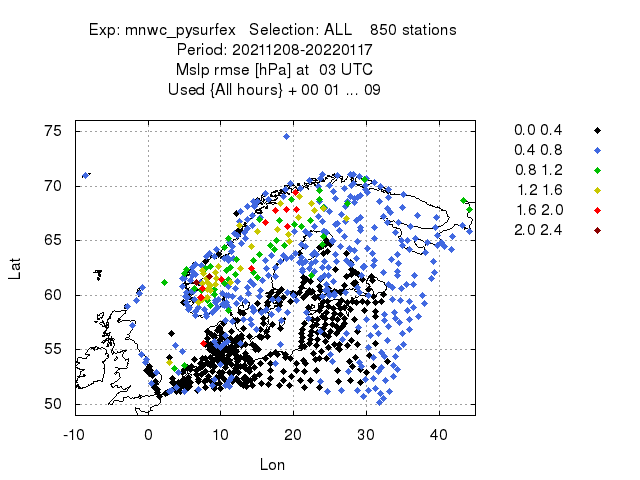 Exp: mnwc_pysurfex Selection: ALL 850 stations
Period: 20211208-20220117
Mslp rmse [hPa] at 03 UTC
Used {All hours} + 00 01 ... 09
0.0 0.4
0.4 0.8
0.8 1.2
1.2 1.6
1.6 2.0
2.0 2.4
Lat
75
70
65
60
55
50
-10 0 10 20 30 40
Lon